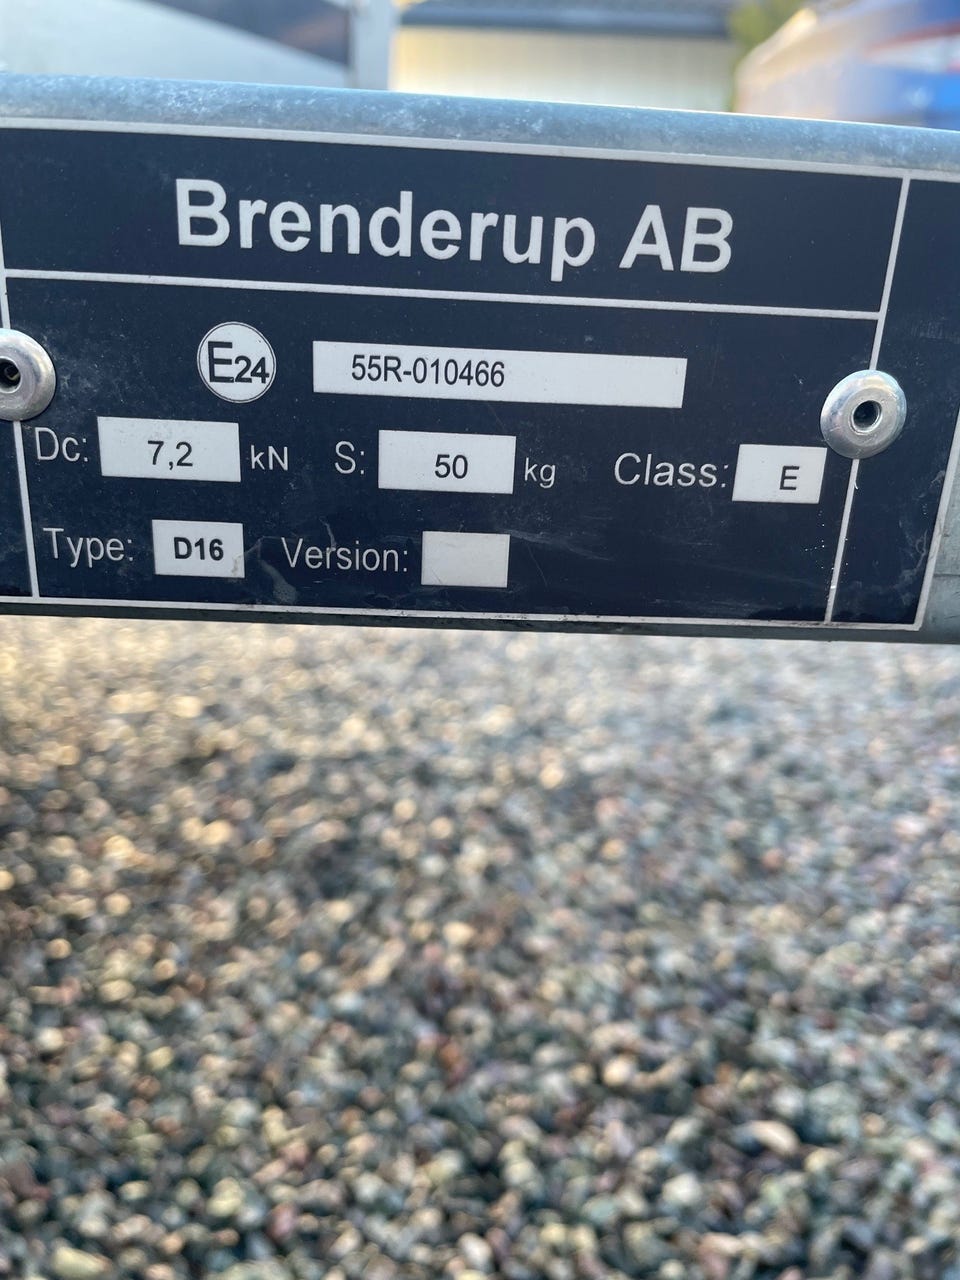 Brenderup AB
E24 55R-010466
Dc: 7,2 kN S: 50 kg Class: E
Type: D16 Version: